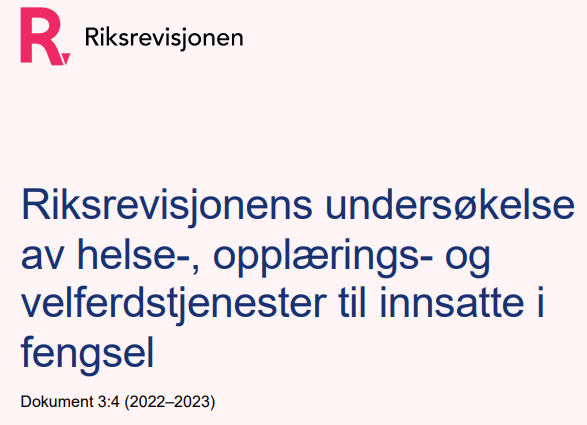 R
Riksrevisjonen
Riksrevisjonens undersøkelse
av helse-, opplærings- og
velferdstjenester til innsatte i
fengsel
Dokument 3:4 (2022–2023)